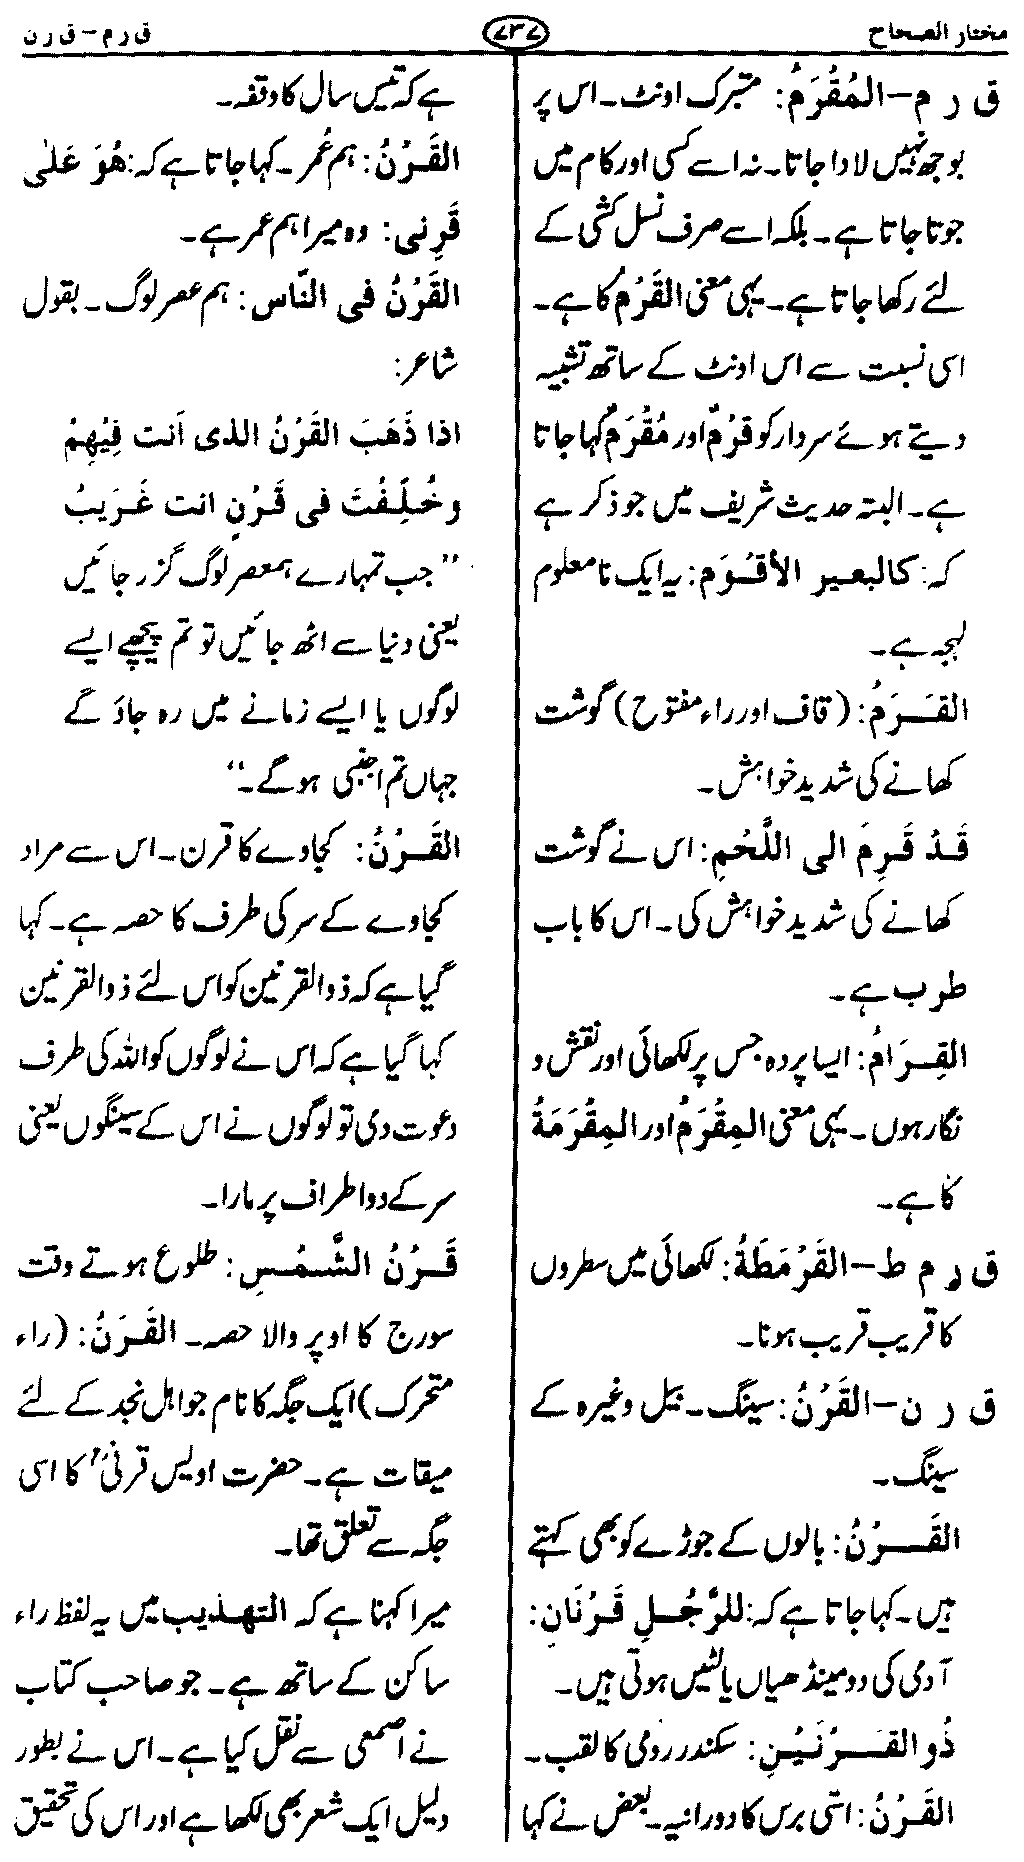 مختار الصحاح
۷۳۷
ق ر م – ق ر ن
ق ر م – المُقْرَمُ: متبرک اونٹ۔ اس پر
بوجھ نہیں لادا جاتا۔ نہ اسے کسی اور کام میں
جوتا جاتا ہے۔ بلکہ اسے صرف نسل کشی کے
لئے رکھا جاتا ہے۔ یہی معنی القَرْمُ کا ہے۔
اسی نسبت سے اس اونٹ کے ساتھ تشبیہ
دیتے ہوئے سردار کو قَرْمٌ اور مُقْرَمٌ کہا جاتا
ہے۔ البتہ حدیث شریف میں جو ذکر ہے
کہ: کالبعیر الأقْوَم: یہ ایک نامعلوم
لہجہ ہے۔
القَرَمُ: (قاف اور راء مفتوح) گوشت
کھانے کی شدید خواہش۔
قَدْ قَرِمَ الی اللَّحْمِ: اس نے گوشت
کھانے کی شدید خواہش کی۔ اس کا باب
طرب ہے۔
القِرَامُ: ایسا پردہ جس پر لکھائی اور نقش و
نگار ہوں۔ یہی معنی المِقْرَمُ اور المِقْرَمَةُ
کا ہے۔
ق ر م ط – القَرْمَطَةُ: لکھائی میں سطروں
کا قریب قریب ہونا۔
ق ر ن – القَرْنُ: سینگ۔ بیل وغیرہ کے
سینگ۔
القَرْنُ: بالوں کے جوڑے کو بھی کہتے
ہیں۔ کہا جاتا ہے کہ: للرَّجُلِ قَرْنَانِ:
آدمی کی دو مینڈھیاں یا لٹیں ہوتی ہیں۔
ذُو القَرْنَیْنِ: سکندر رومی کا لقب۔
القَرْنُ: اسّی برس کا دورانیہ۔ بعض نے کہا
ہے کہ تیس سال کا وقفہ۔
القَرْنُ: ہم عُمر۔ کہا جاتا ہے کہ: هُوَ عَلٰی
قَرِنی: وہ میرا ہم عمر ہے۔
القَرْنُ فی النَّاس: ہم عصر لوگ۔ بقول
شاعر:
اذا ذَهَبَ القَرْنُ الذی اَنت فِیْهِمْ
وخُلِّفْتَ فی قَرْنٍ انت غَرَیبُ
”جب تمہارے ہمعصر لوگ گزر جائیں
یعنی دنیا سے اٹھ جائیں تو تم پیچھے ایسے
لوگوں یا ایسے زمانے میں رہ جاؤ گے
جہاں تم اجنبی ہو گے۔“
القَرْنُ: کجاوے کا قرن۔ اس سے مراد
کجاوے کے سر کی طرف کا حصہ ہے۔ کہا
گیا ہے کہ ذوالقرنین کو اس لئے ذوالقرنین
کہا گیا ہے کہ اس نے لوگوں کو اللہ کی طرف
دعوت دی تو لوگوں نے اس کے سینگوں یعنی
سر کے دو اطراف پر مارا۔
قَرْنُ الشَّمْسِ: طلوع ہوتے وقت
سورج کا اوپر والا حصہ۔ القَرَنُ: (راء
متحرک) ایک جگہ کا نام جو اہل نجد کے لئے
میقات ہے۔ حضرت اویس قرنیؓ کا اسی
جگہ سے تعلق تھا۔
میرا کہنا ہے کہ التهذیب میں یہ لفظ راء
ساکن کے ساتھ ہے۔ جو صاحب کتاب
نے اصمعی سے نقل کیا ہے۔ اس نے بطور
دلیل ایک شعر بھی لکھا ہے اور اس کی تحقیق